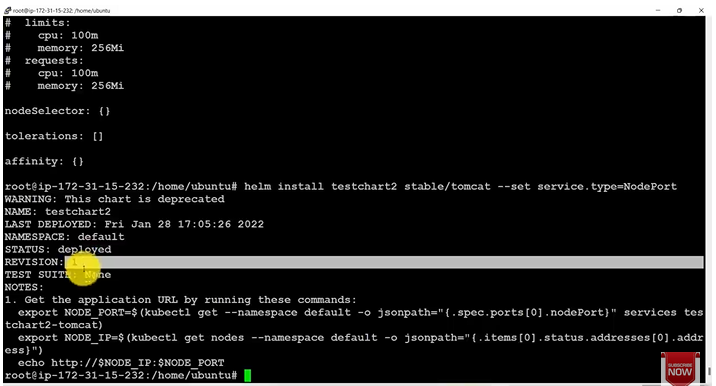 root@ip-172-31-15-232: /home/ubuntu
#  limits:
#    cpu: 100m
#    memory: 256Mi
#  requests:
#    cpu: 100m
#    memory: 256Mi
nodeSelector: {}
tolerations: []
affinity: {}
root@ip-172-31-15-232:/home/ubuntu# helm install testchart2 stable/tomcat --set service.type=NodePort
WARNING: This chart is deprecated
NAME: testchart2
LAST DEPLOYED: Fri Jan 28 17:05:26 2022
NAMESPACE: default
STATUS: deployed
REVISION: 1
TEST SUITE: None
NOTES:
1. Get the application URL by running these commands:
  export NODE_PORT=$(kubectl get --namespace default -o jsonpath="{.spec.ports[0].nodePort}" services tes
tchart2-tomcat)
  export NODE_IP=$(kubectl get nodes --namespace default -o jsonpath="{.items[0].status.addresses[0].addr
ess}")
  echo http://$NODE_IP:$NODE_PORT
root@ip-172-31-15-232:/home/ubuntu#
SUBSCRIBE
NOW